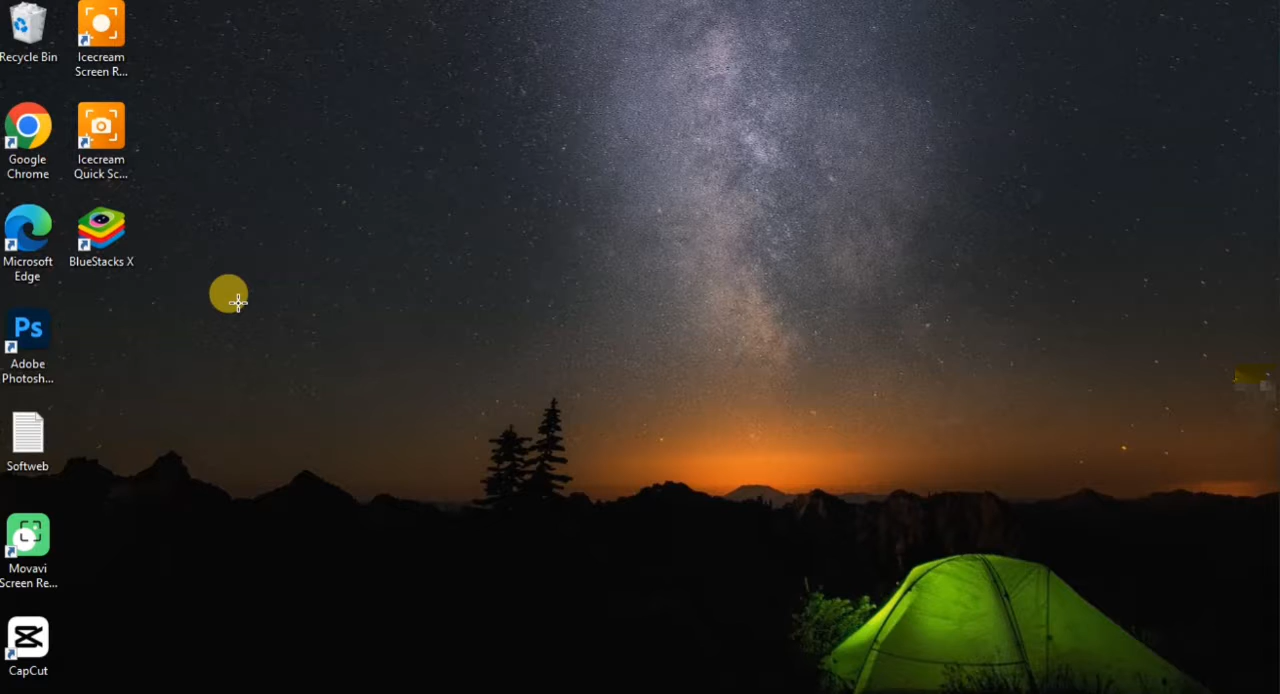 Recycle Bin
Icecream
Screen R...
Google
Chrome
Icecream
Quick Sc...
Microsoft
Edge
BlueStacks X
Ps
Adobe
Photosh...
Softweb
Movavi
Screen Re...
CapCut